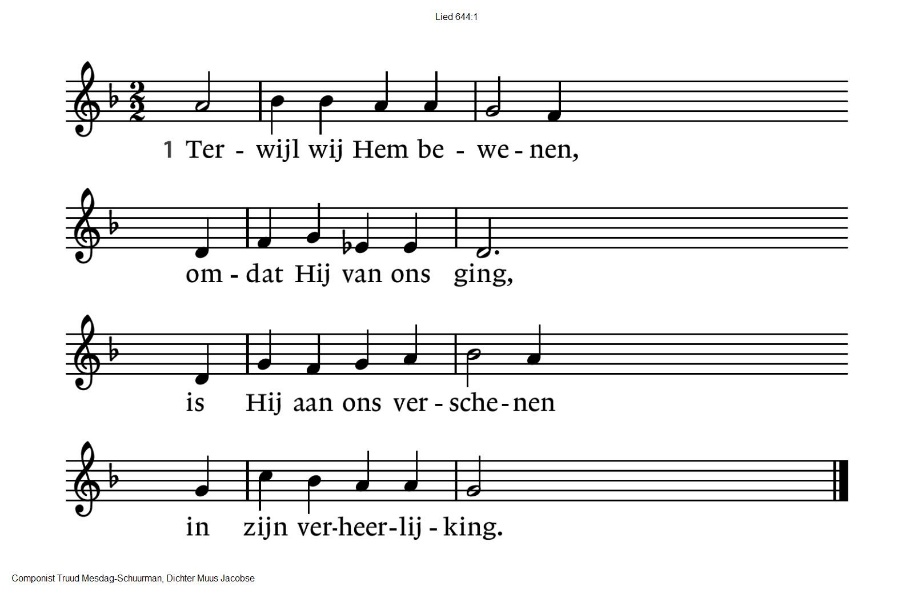 Lied 644:1
1 Ter - wijl wij Hem be - we - nen,
om - dat Hij van ons ging,
is Hij aan ons ver - sche - nen
in zijn ver-heer-lij - king.
Componist Truud Mesdag-Schuurman, Dichter Muus Jacobse